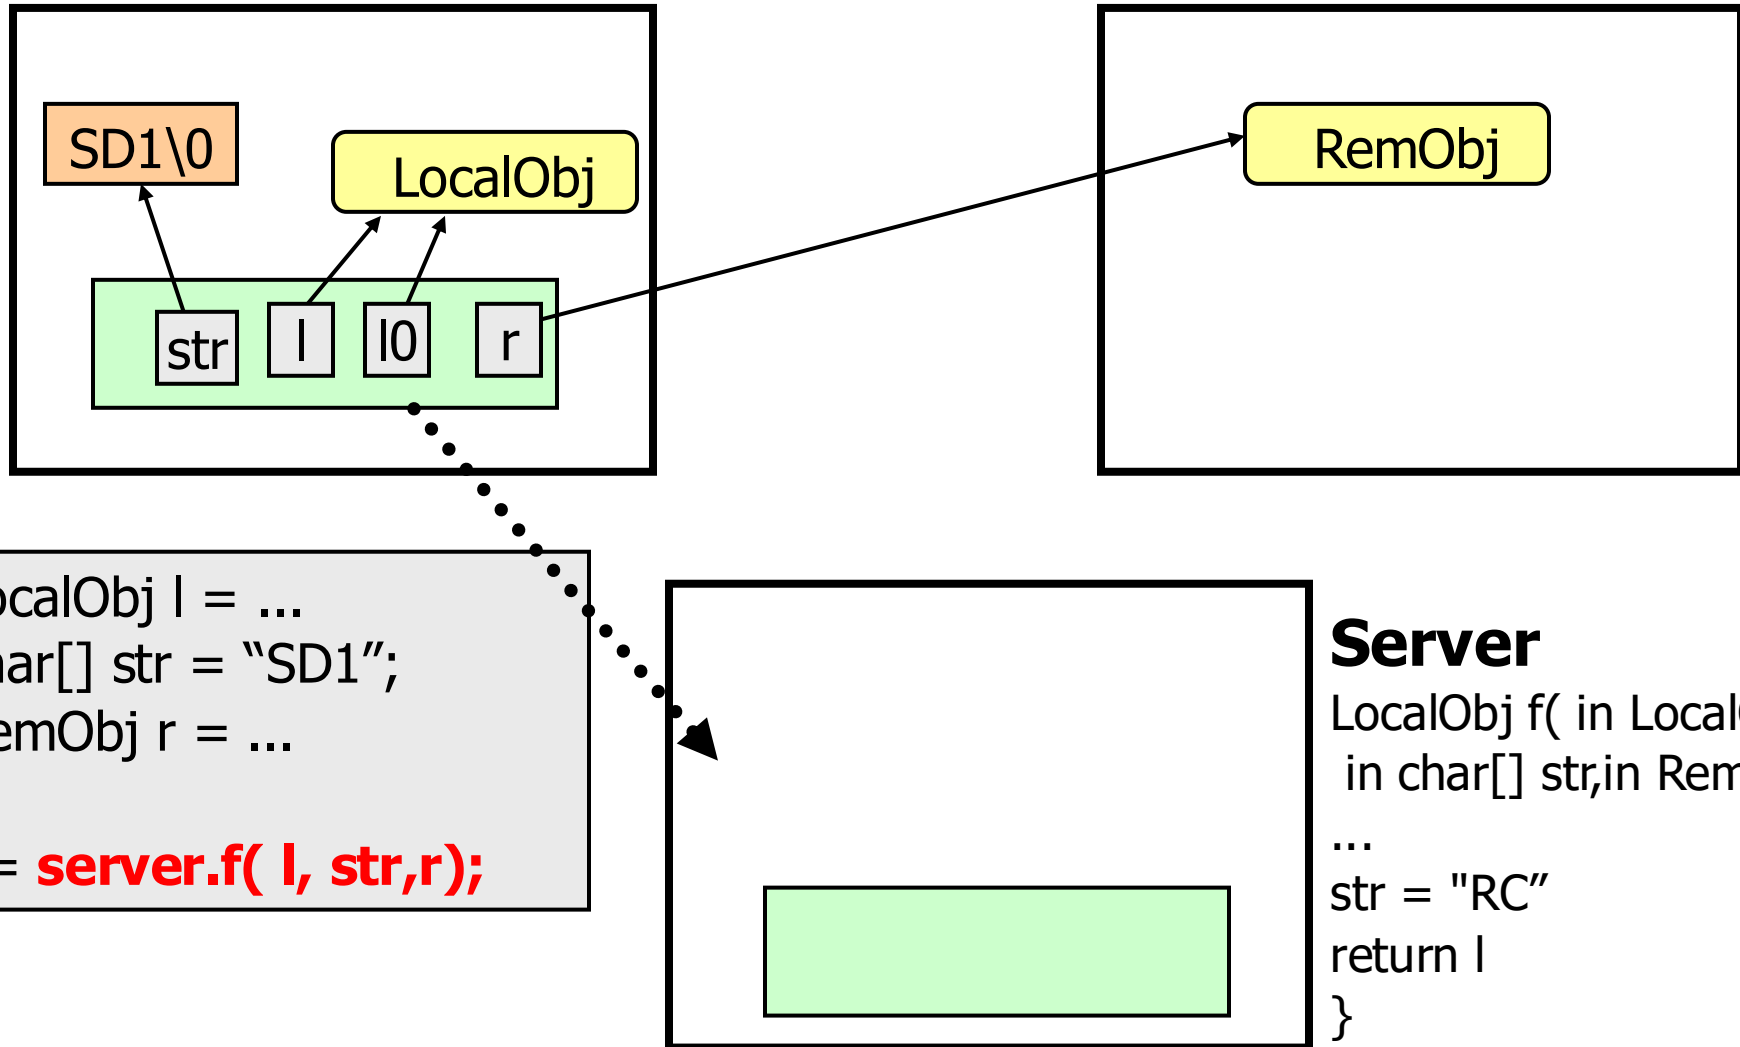 SD1\0
LocalObj
RemObj
str l l0 r
ocalObj l = ...
ar[] str = “SD1”;
emObj r = ...
= server.f( l, str,r);
Server
LocalObj f( in Local
in char[] str,in Rem
...
str = "RC”
return l
}